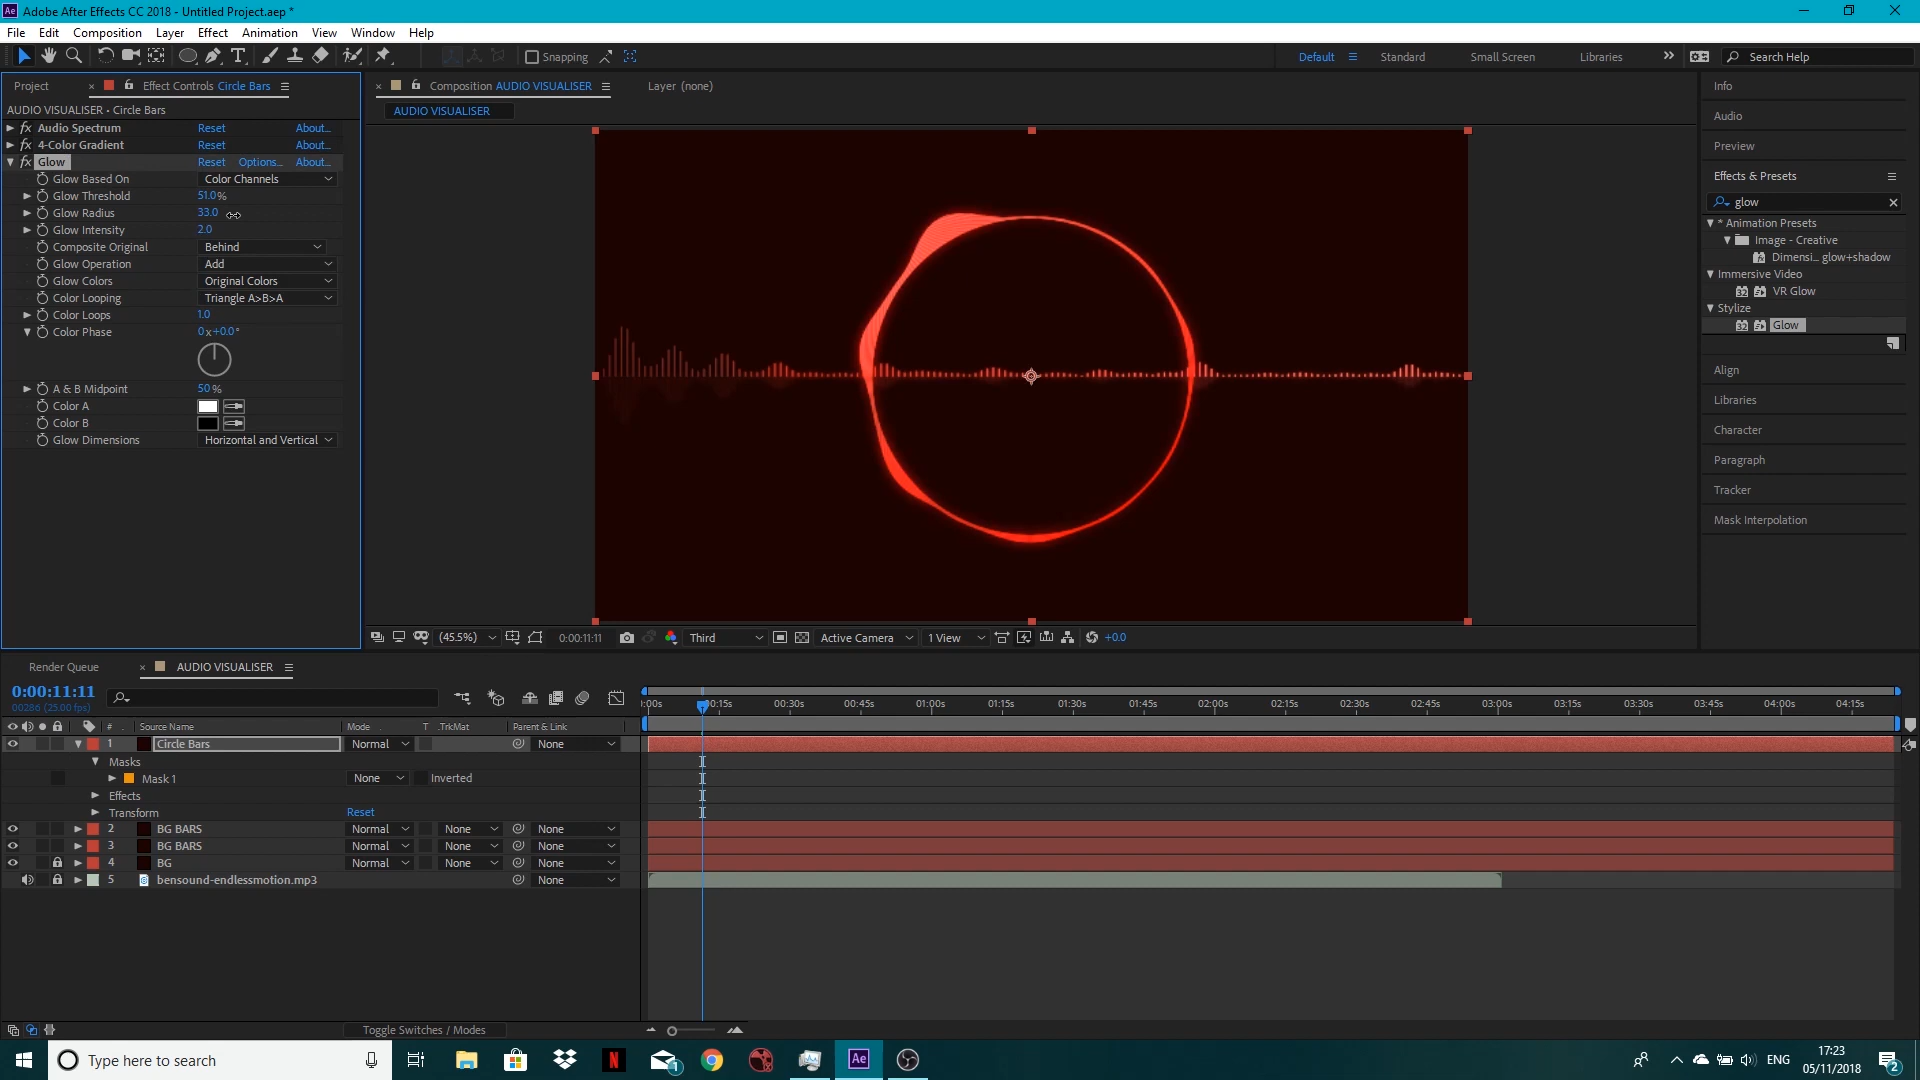 Adobe After Effects CC 2018 - Untitled Project.aep *
File Edit Composition Layer Effect Animation View Window Help
Snapping
Default Standard Small Screen Libraries Search Help
Project Effect Controls Circle Bars
AUDIO VISUALISER • Circle Bars
Audio Spectrum Reset About...
4-Color Gradient Reset About...
Glow Reset Options... About...
Glow Based On Color Channels
Glow Threshold 51.0%
Glow Radius 33.0
Glow Intensity 2.0
Composite Original Behind
Glow Operation Add
Glow Colors Original Colors
Color Looping Triangle A>B>A
Color Loops 1.0
Color Phase 0x+0.0°
A & B Midpoint 50%
Color A
Color B
Glow Dimensions Horizontal and Vertical
Composition AUDIO VISUALISER Layer (none)
AUDIO VISUALISER
(45.5%) 0:00:11:11 Third Active Camera 1 View +0.0
Info
Audio
Preview
Effects & Presets
glow
* Animation Presets
Image - Creative
Dimensi... glow+shadow
Immersive Video
32 VR Glow
Stylize
32 Glow
Align
Libraries
Character
Paragraph
Tracker
Mask Interpolation
Render Queue AUDIO VISUALISER
0:00:11:11
00286 (25.00 fps)
:00s 0:15s 00:30s 00:45s 01:00s 01:15s 01:30s 01:45s 02:00s 02:15s 02:30s 02:45s 03:00s 03:15s 03:30s 03:45s 04:00s 04:15s
# Source Name Mode T .TrkMat Parent & Link
1 Circle Bars Normal None
Masks
Mask 1 None Inverted
Effects
Transform Reset
2 BG BARS Normal None None
3 BG BARS Normal None None
4 BG Normal None None
5 bensound-endlessmotion.mp3 None
Toggle Switches / Modes
Type here to search
1
Ae
ENG
17:23
05/11/2018
2